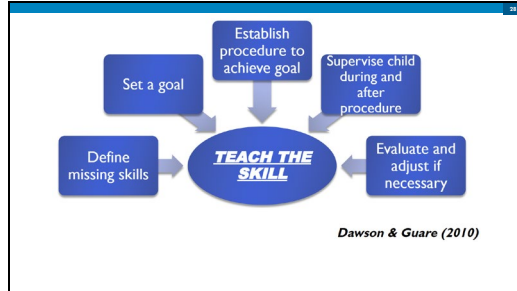 28
Establish
procedure to
achieve goal
Set a goal
Supervise child
during and
after
procedure
Define
missing skills
TEACH THE
SKILL
Evaluate and
adjust if
necessary
Dawson & Guare (2010)